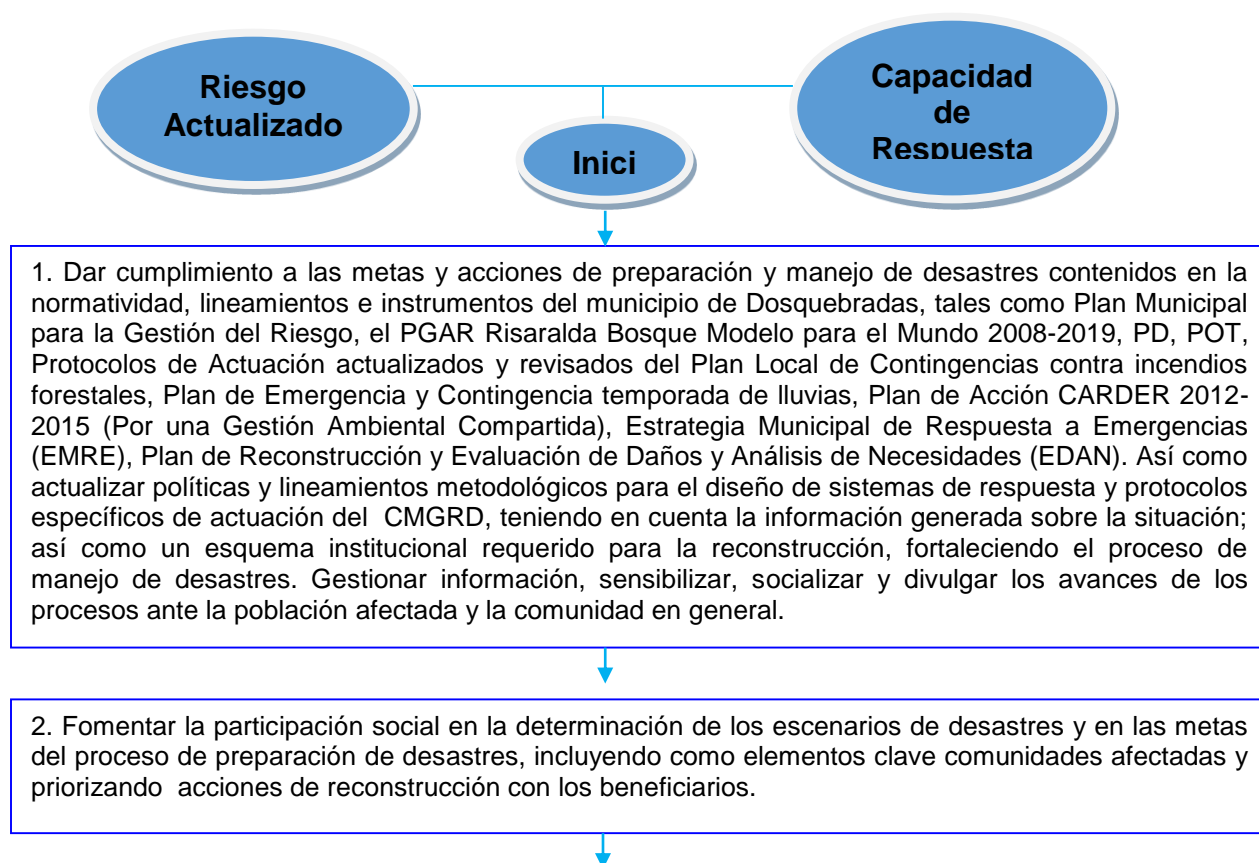 Riesgo
Actualizado
Capacidad
de
Respuesta
Inici
1. Dar cumplimiento a las metas y acciones de preparación y manejo de desastres contenidos en la
normatividad, lineamientos e instrumentos del municipio de Dosquebradas, tales como Plan Municipal
para la Gestión del Riesgo, el PGAR Risaralda Bosque Modelo para el Mundo 2008-2019, PD, POT,
Protocolos de Actuación actualizados y revisados del Plan Local de Contingencias contra incendios
forestales, Plan de Emergencia y Contingencia temporada de lluvias, Plan de Acción CARDER 2012-
2015 (Por una Gestión Ambiental Compartida), Estrategia Municipal de Respuesta a Emergencias
(EMRE), Plan de Reconstrucción y Evaluación de Daños y Análisis de Necesidades (EDAN). Así como
actualizar políticas y lineamientos metodológicos para el diseño de sistemas de respuesta y protocolos
específicos de actuación del CMGRD, teniendo en cuenta la información generada sobre la situación;
así como un esquema institucional requerido para la reconstrucción, fortaleciendo el proceso de
manejo de desastres. Gestionar información, sensibilizar, socializar y divulgar los avances de los
procesos ante la población afectada y la comunidad en general.
2. Fomentar la participación social en la determinación de los escenarios de desastres y en las metas
del proceso de preparación de desastres, incluyendo como elementos clave comunidades afectadas y
priorizando acciones de reconstrucción con los beneficiarios.